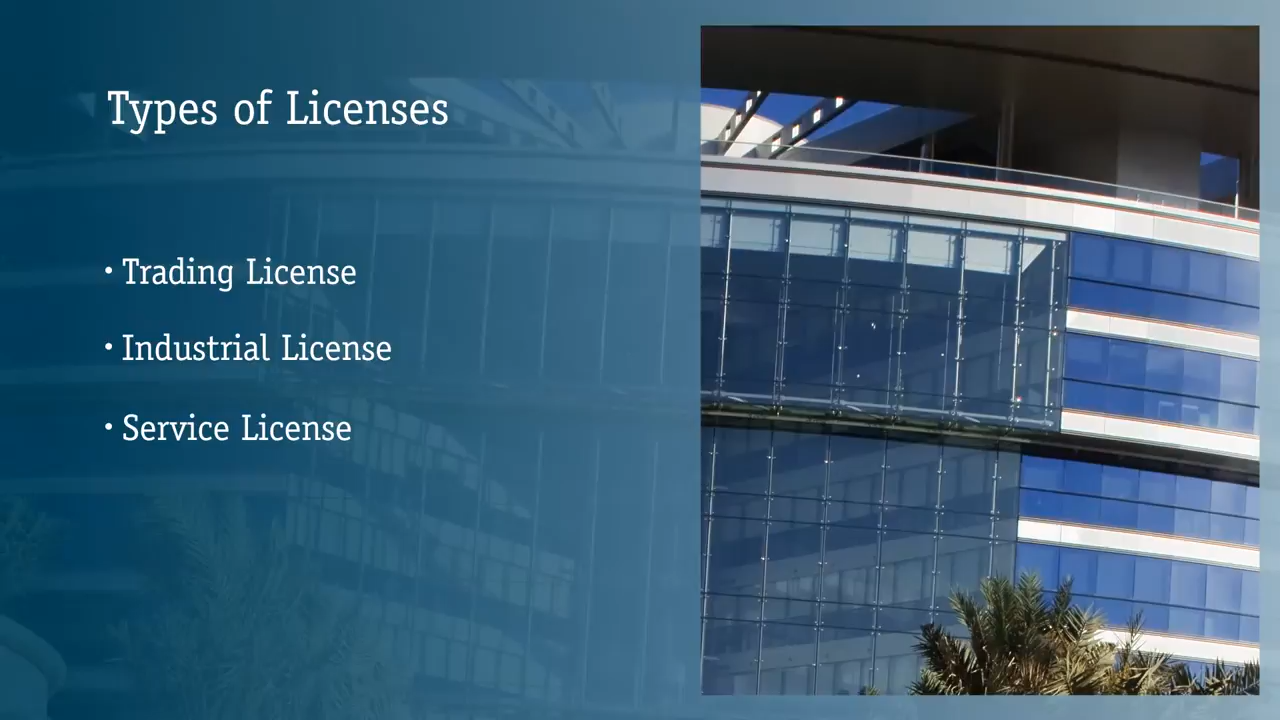 Types of Licenses
• Trading License
• Industrial License
• Service License